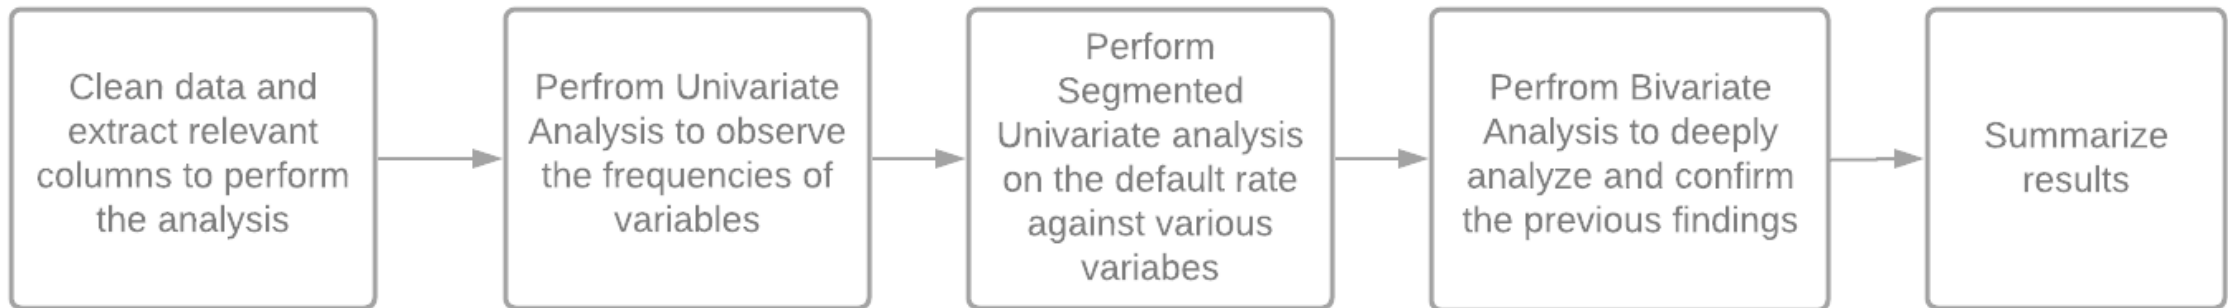 Clean data and
extract relevant
columns to perform
the analysis
Perfrom Univariate
Analysis to observe
the frequencies of
variables
Perform
Segmented
Univariate analysis
on the default rate
against various
variabes
Perfrom Bivariate
Analysis to deeply
analyze and confirm
the previous findings
Summarize
results